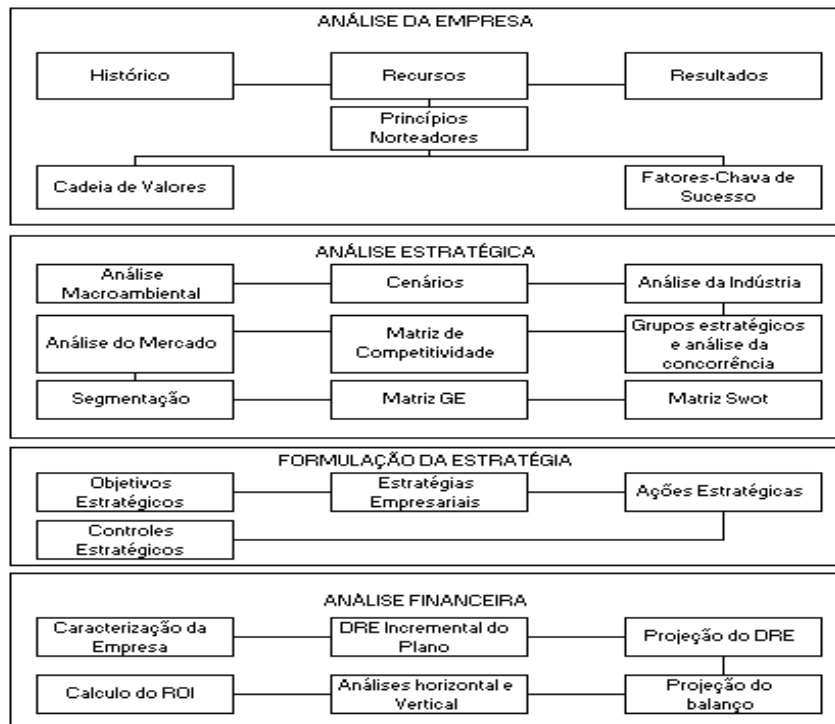 ANÁLISE DA EMPRESA
Histórico
Recursos
Resultados
Princípios
Norteadores
Cadeia de Valores
Fatores-Chava de
Sucesso
ANÁLISE ESTRATÉGICA
Análise
Macroambiental
Cenários
Análise da Indústria
Análise do Mercado
Matriz de
Competitividade
Grupos estratégicos
e análise da
concorrência
Segmentação
Matriz GE
Matriz Swot
FORMULAÇÃO DA ESTRATÉGIA
Objetivos
Estratégicos
Estratégias
Empresariais
Ações Estratégicas
Controles
Estratégicos
ANÀLISE FINANCEIRA
Caracterização da
Empresa
DRE Incremental do
Plano
Projeção do DRE
Calculo do ROI
Análises horizontal e
Vertical
Projeção do
balanço